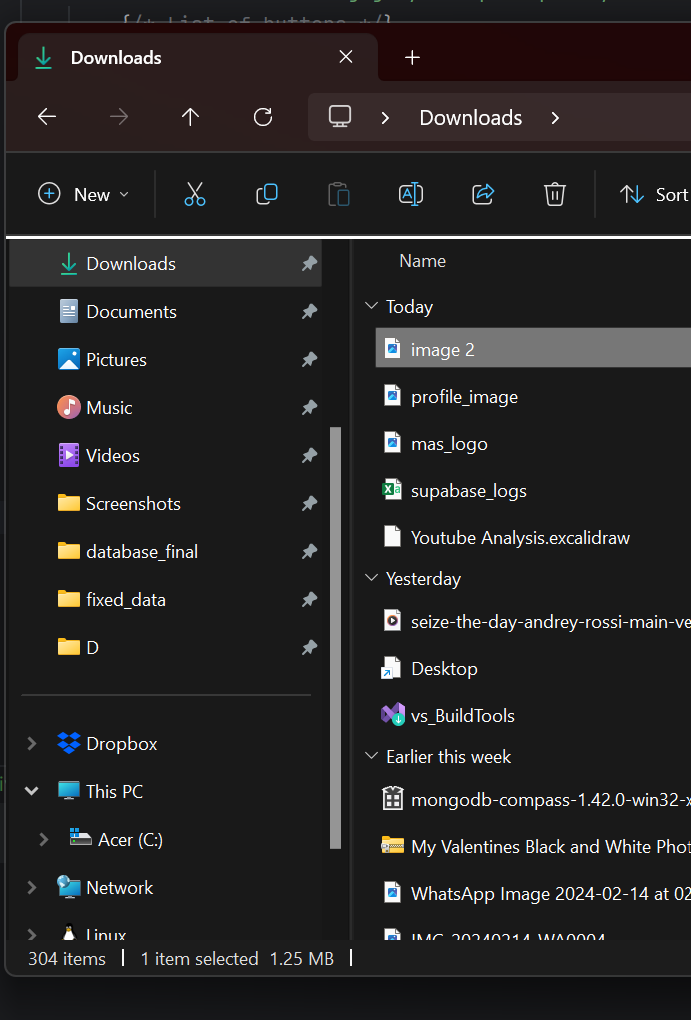 {/* List of buttons */}
Downloads
Downloads
New
Sort
Downloads
Documents
Pictures
Music
Videos
Screenshots
database_final
fixed_data
D
Dropbox
This PC
Acer (C:)
Network
Linux
Name
Today
image 2
profile_image
mas_logo
supabase_logs
Youtube Analysis.excalidraw
Yesterday
seize-the-day-andrey-rossi-main-ve
Desktop
vs_BuildTools
Earlier this week
mongodb-compass-1.42.0-win32-x
My Valentines Black and White Phot
WhatsApp Image 2024-02-14 at 02
IMG-20240214-WA0004
304 items
1 item selected 1.25 MB